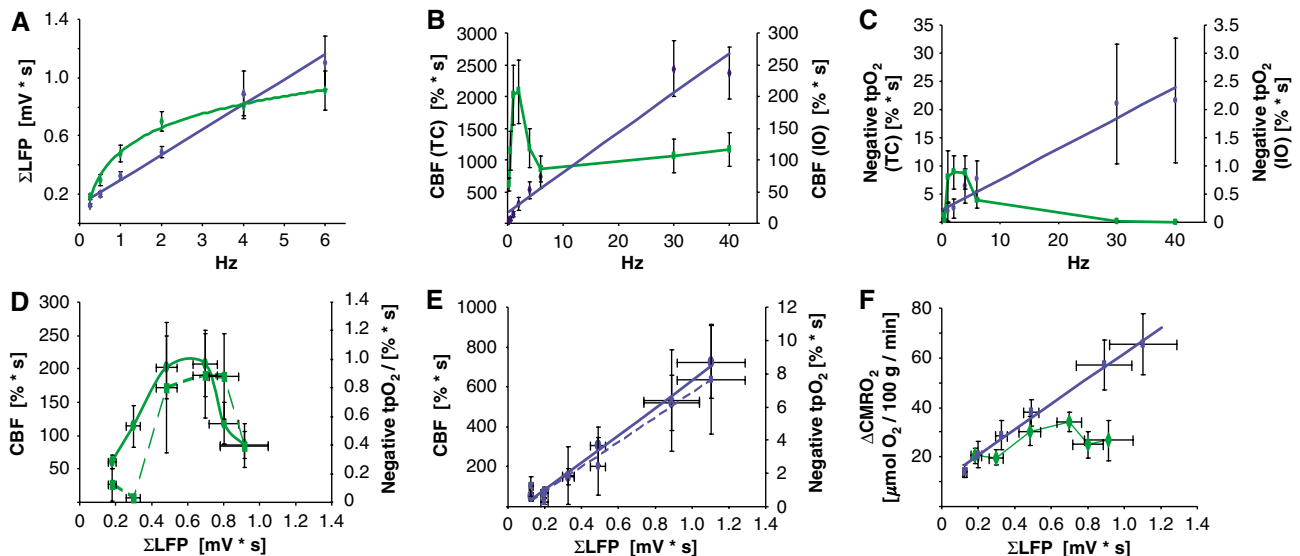 A
ΣLFP [mV * s]
1.4
1.0
0.6
0.2
0 1 2 3 4 5 6
Hz
B
CBF (TC)
[% * s]
3000
2500
2000
1500
1000
500
0 10 20 30 40
Hz
300
250
200
150
100
50
0
CBF (IO)
[% * s]
C
Negative tpO2
(TC) [% * s]
35
30
25
20
15
10
5
0 10 20 30 40
Hz
3.5
3.0
2.5
2.0
1.5
1.0
0.5
0
Negative tpO2
(IO) [% * s]
D
CBF
[% * s]
300
250
200
150
100
50
0 0.2 0.4 0.6 0.8 1.0 1.2
ΣLFP [mV * s]
1.4
1.2
1.0
0.8
0.6
0.4
0.2
0
Negative tpO2 / [% * s]
E
CBF
[% * s]
1000
800
600
400
200
0 0.2 0.4 0.6 0.8 1.0 1.2 1.4
ΣLFP [mV * s]
12
10
8
6
4
2
0
Negative tpO2 [% * s]
F
ΔCMRO2
[μmol O2 / 100 g / min]
80
60
40
20
0 0.2 0.4 0.6 0.8 1.0 1.2 1.4
ΣLFP [mV * s]